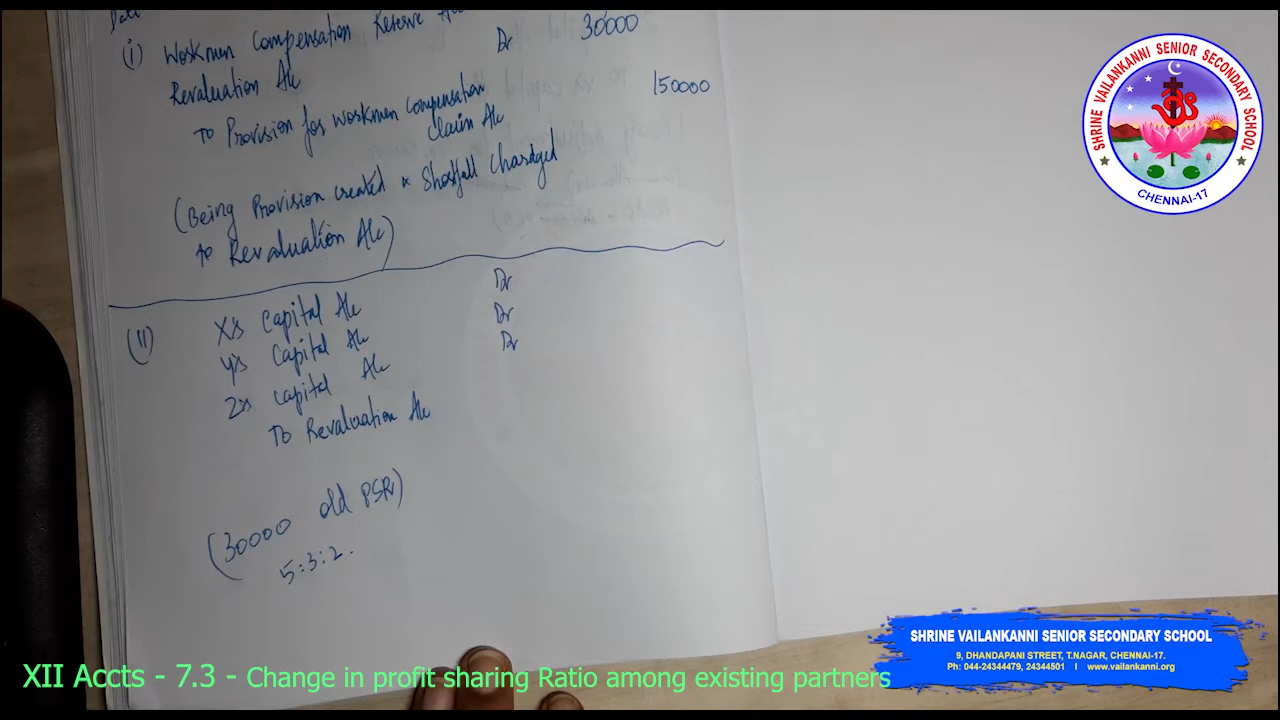 (i) Workmen Compensation Reserve A/c
Dr 30000
Revaluation A/c
150000
To Provision for Workmen Compensation
Claim A/c
(Being Provision created & Shortfall Chardged
to Revaluation A/c)
(II) X's Capital A/c Dr
Y's Capital A/c Dr
Z's Capital A/c Dr
To Revaluation A/c
(30000 old PSR)
5:3:2.
SHRINE VAILANKANNI SENIOR SECONDARY SCHOOL
CHENNAI-17
SHRINE VAILANKANNI SENIOR SECONDARY SCHOOL
9, DHANDAPANI STREET, T.NAGAR, CHENNAI-17.
Ph: 044-24344479, 24344501 I www.vailankanni.org
XII Accts - 7.3 - Change in profit sharing Ratio among existing partners